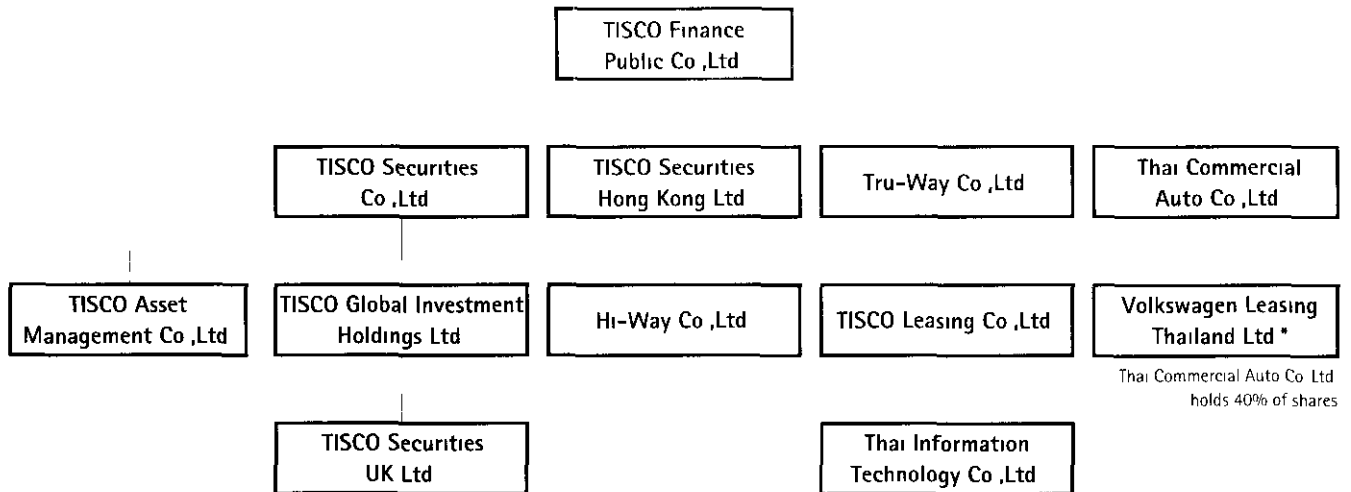 TISCO Finance
Public Co ,Ltd
TISCO Securities
Co ,Ltd
TISCO Securities
Hong Kong Ltd
Tru-Way Co ,Ltd
Thai Commercial
Auto Co ,Ltd
TISCO Asset
Management Co ,Ltd
TISCO Global Investment
Holdings Ltd
Hi-Way Co ,Ltd
TISCO Leasing Co ,Ltd
Volkswagen Leasing
Thailand Ltd *
Thai Commercial Auto Co Ltd
holds 40% of shares
TISCO Securities
UK Ltd
Thai Information
Technology Co ,Ltd